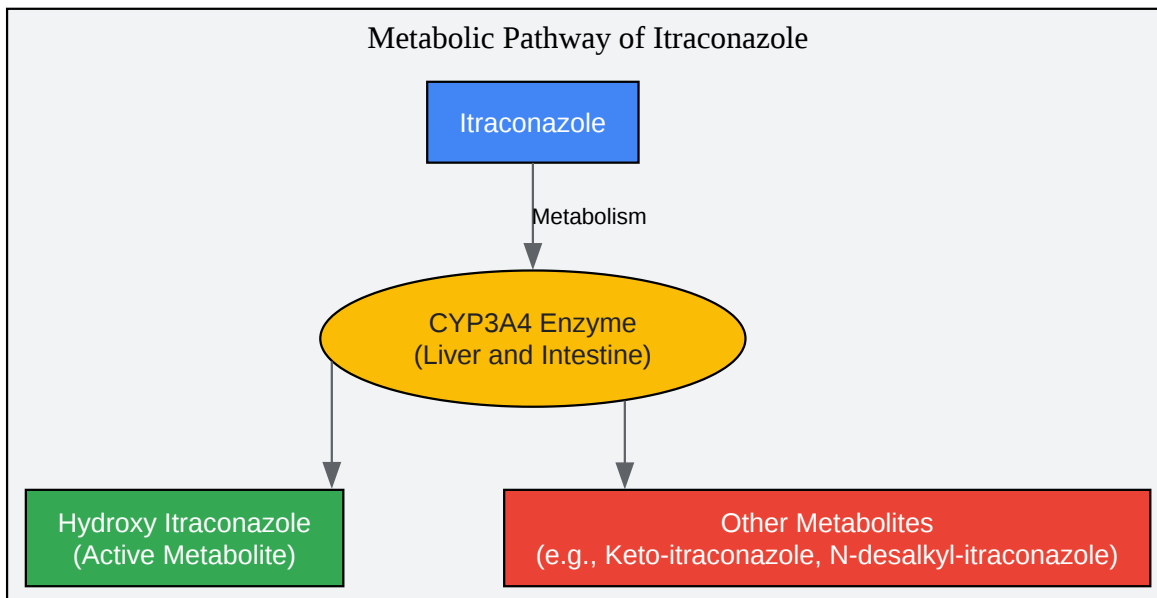 Metabolic Pathway of Itraconazole
Itraconazole
Metabolism
CYP3A4 Enzyme
(Liver and Intestine)
Hydroxy Itraconazole
(Active Metabolite)
Other Metabolites
(e.g., Keto-itraconazole, N-desalkyl-itraconazole)